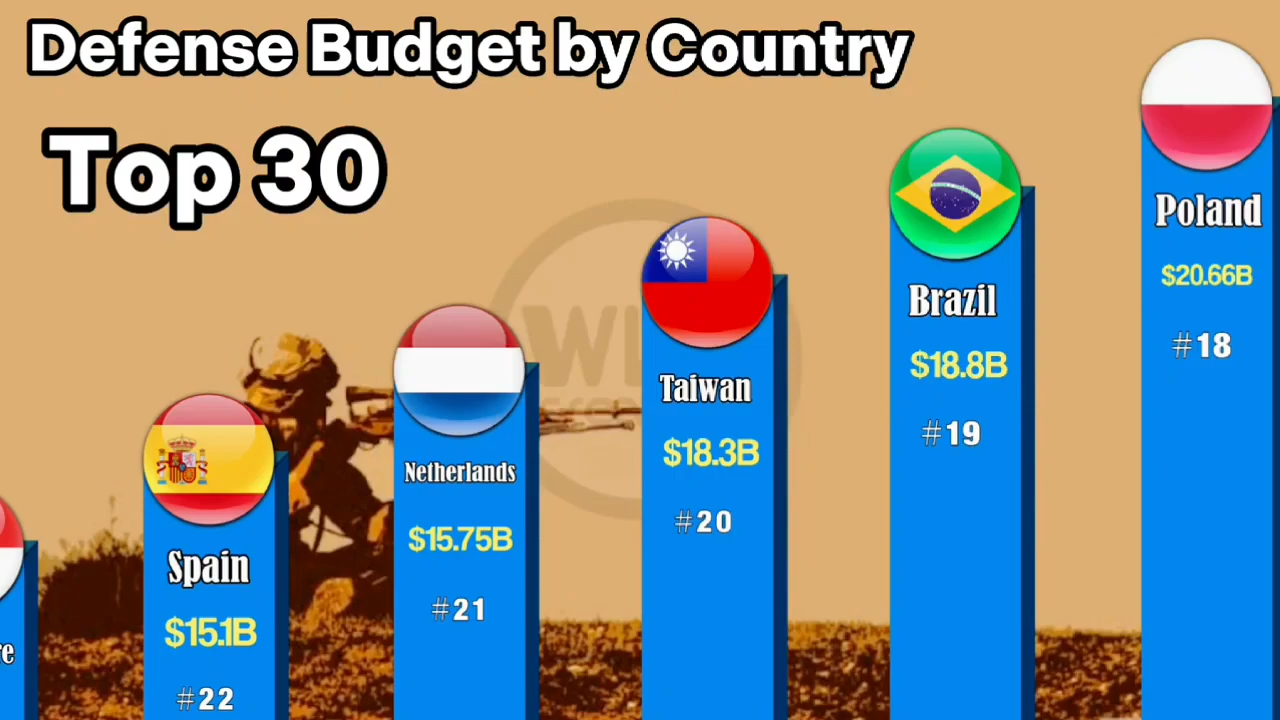 Defense Budget by Country
Top 30
Spain
$15.1B
#22
Netherlands
$15.75B
#21
Taiwan
$18.3B
#20
Brazil
$18.8B
#19
Poland
$20.66B
#18